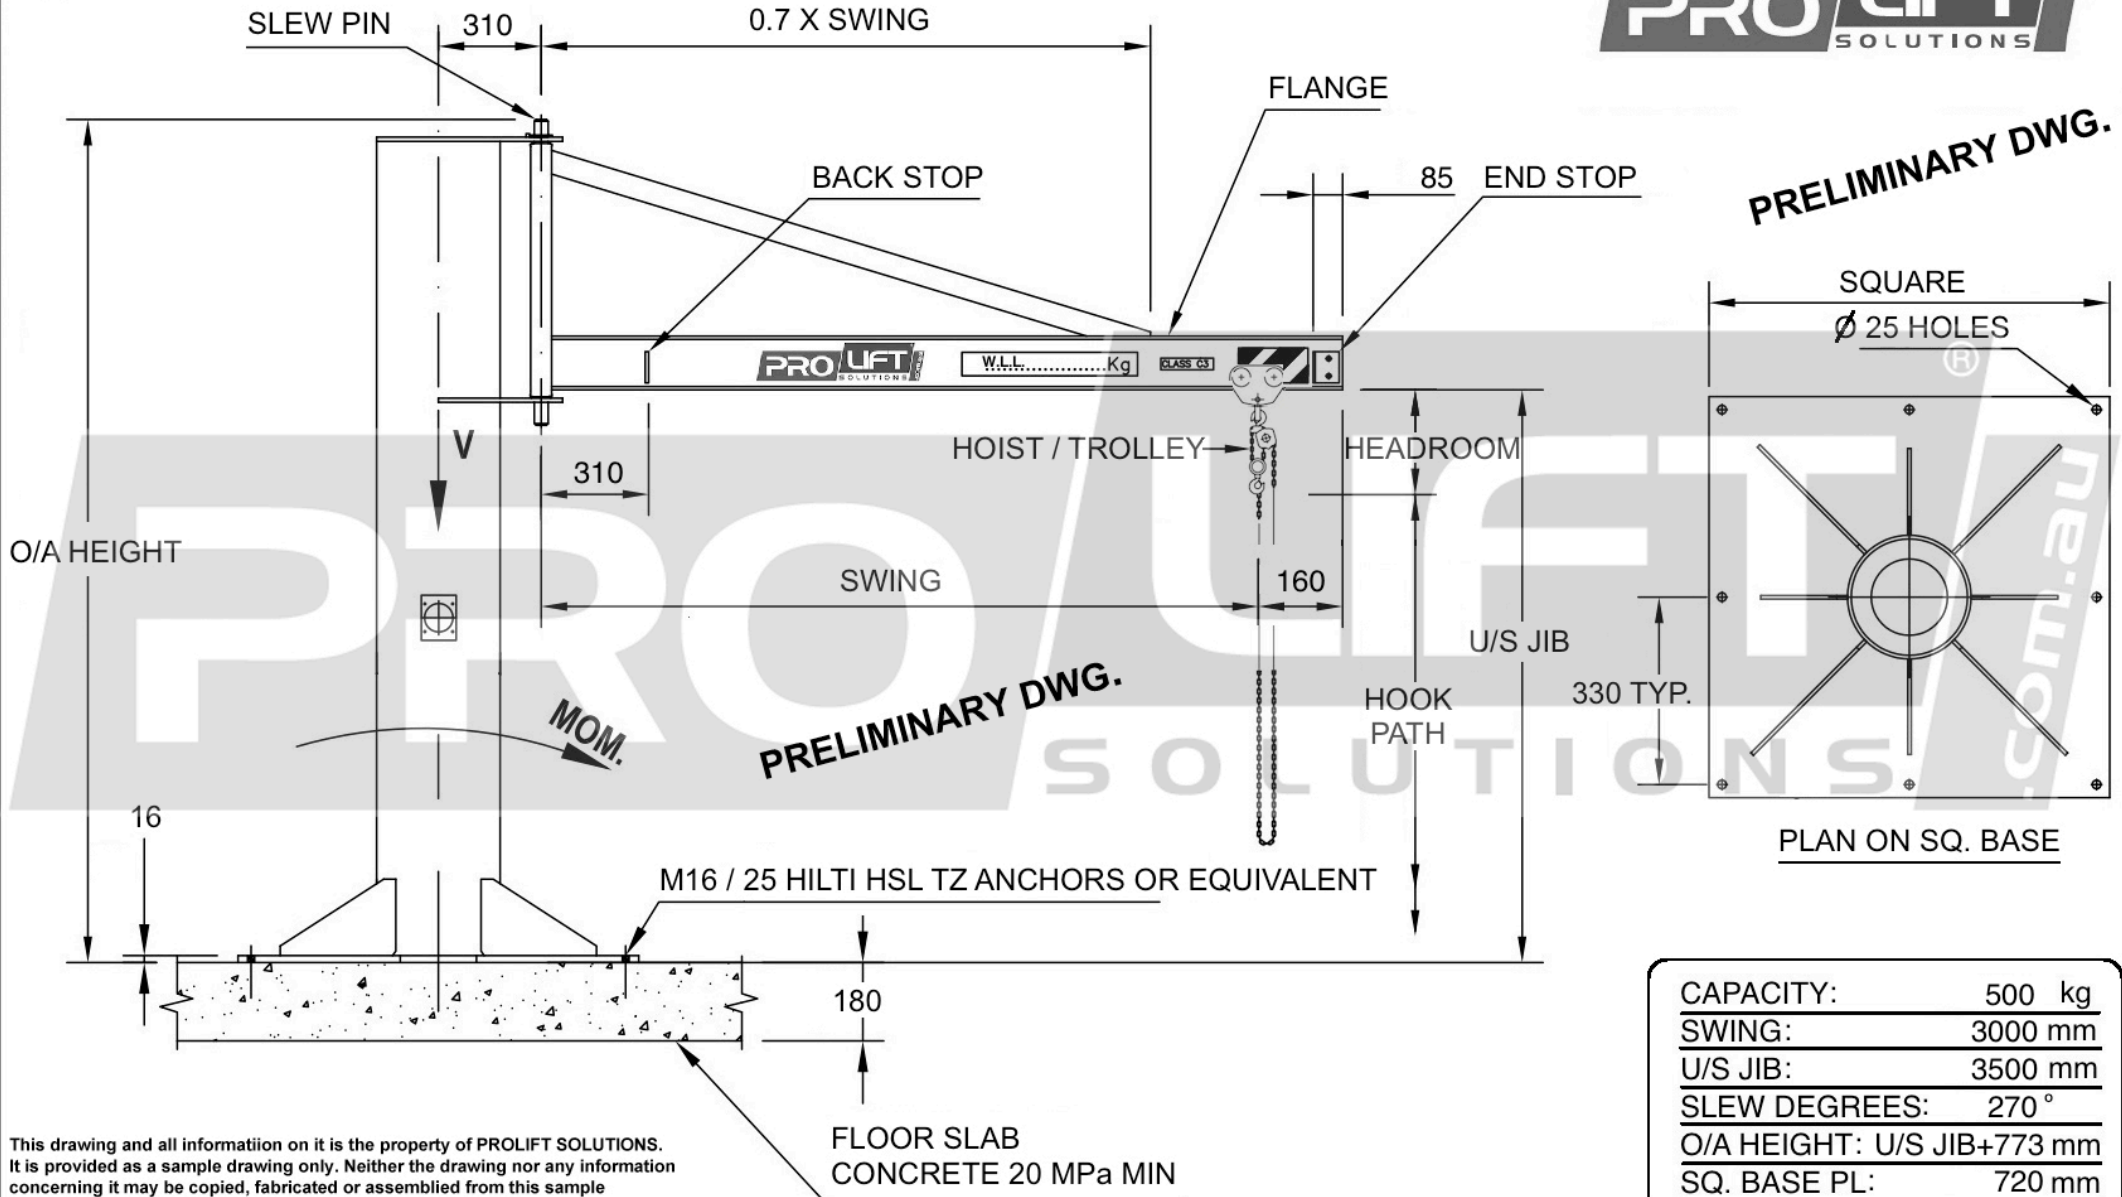 SLEW PIN
310
0.7 X SWING
PRO LIFT
SOLUTIONS
FLANGE
PRELIMINARY DWG.
BACK STOP
85
END STOP
SQUARE
Ø 25 HOLES
PRO LIFT
SOLUTIONS
W.L.L..................Kg
CLASS C3
®
V
HOIST / TROLLEY
HEADROOM
310
O/A HEIGHT
PRO LIFT
SOLUTIONS
.com.au
SWING
160
U/S JIB
330 TYP.
HOOK
PATH
MOM.
PRELIMINARY DWG.
16
PLAN ON SQ. BASE
M16 / 25 HILTI HSL TZ ANCHORS OR EQUIVALENT
180
CAPACITY: 500 kg
SWING: 3000 mm
U/S JIB: 3500 mm
SLEW DEGREES: 270 °
O/A HEIGHT: U/S JIB+773 mm
SQ. BASE PL: 720 mm
FLOOR SLAB
CONCRETE 20 MPa MIN
This drawing and all informatiion on it is the property of PROLIFT SOLUTIONS.
It is provided as a sample drawing only. Neither the drawing nor any information
concerning it may be copied, fabricated or assemblied from this sample